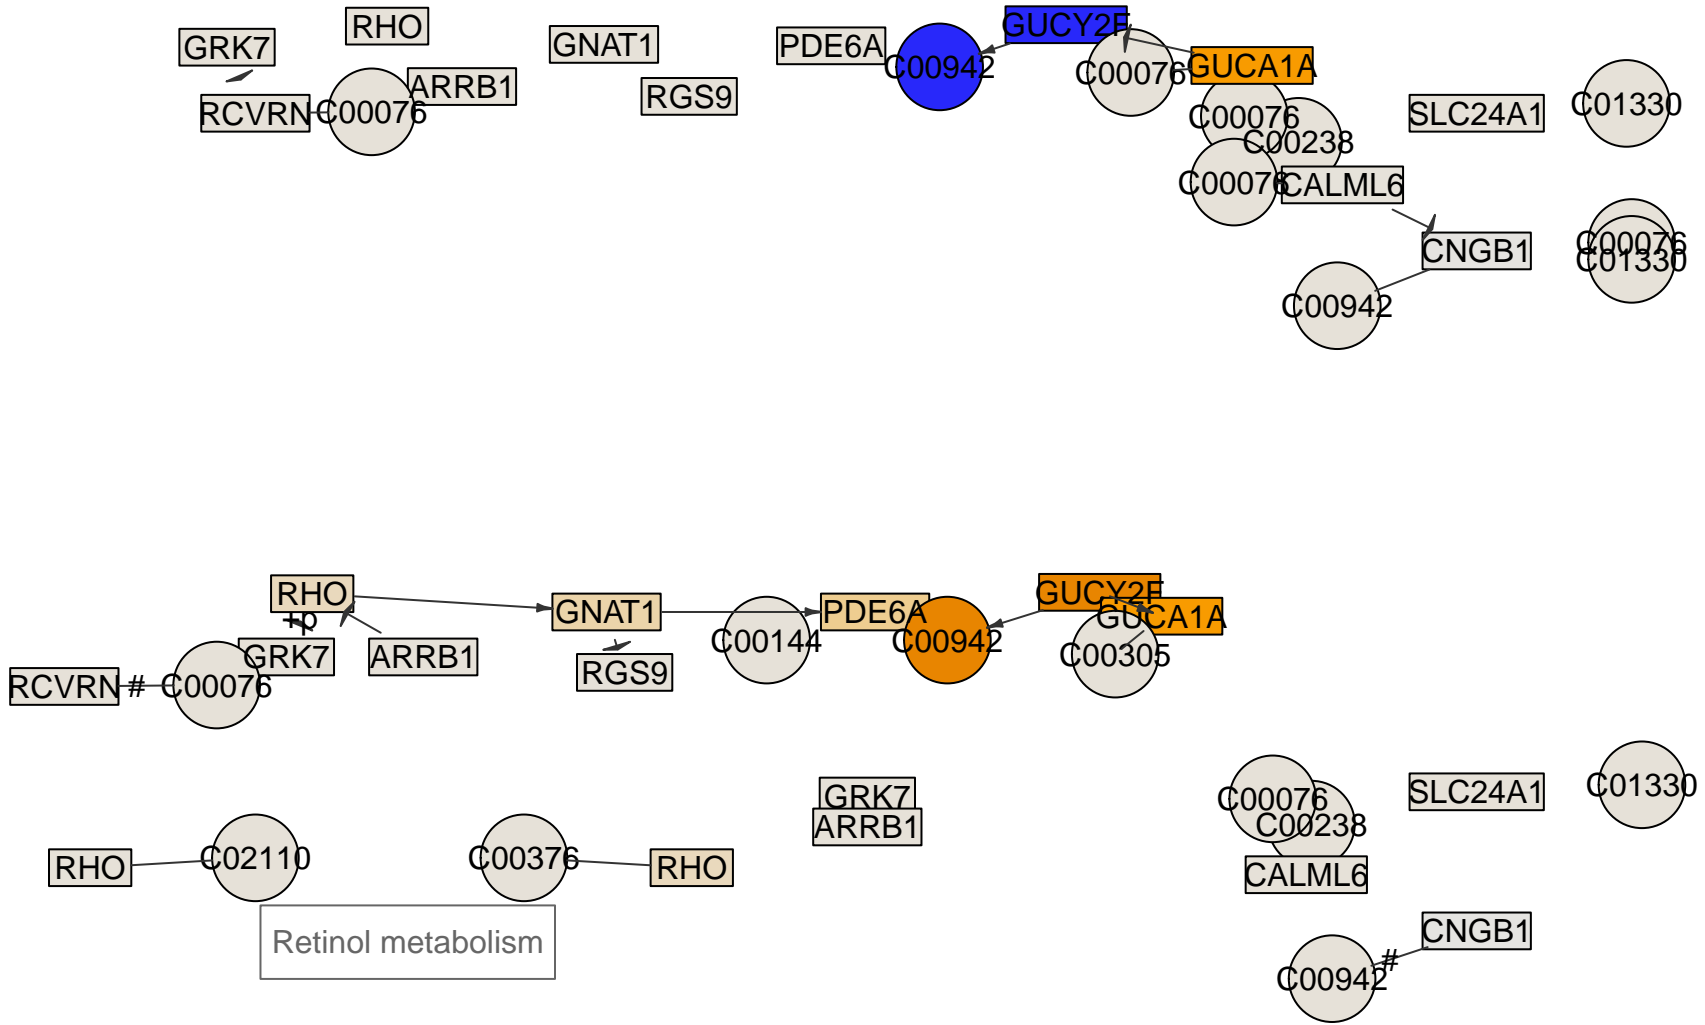 RHO
GRK7
GNAT1
PDE6A
GUCY2F
C00942
C00076
GUCA1A
ARRB1
RGS9
RCVRN
C00076
C00076
SLC24A1
C01330
C00238
C00076
CALML6
C00076
C01330
CNGB1
C00942
RHO
+p
GNAT1
PDE6A
GUCY2F
GUCA1A
GRK7
ARRB1
C00144
C00942
C00305
RGS9
RCVRN
#
C00076
GRK7
ARRB1
C00076
C00238
SLC24A1
C01330
RHO
C02110
C00376
RHO
CALML6
Retinol metabolism
CNGB1
#
C00942